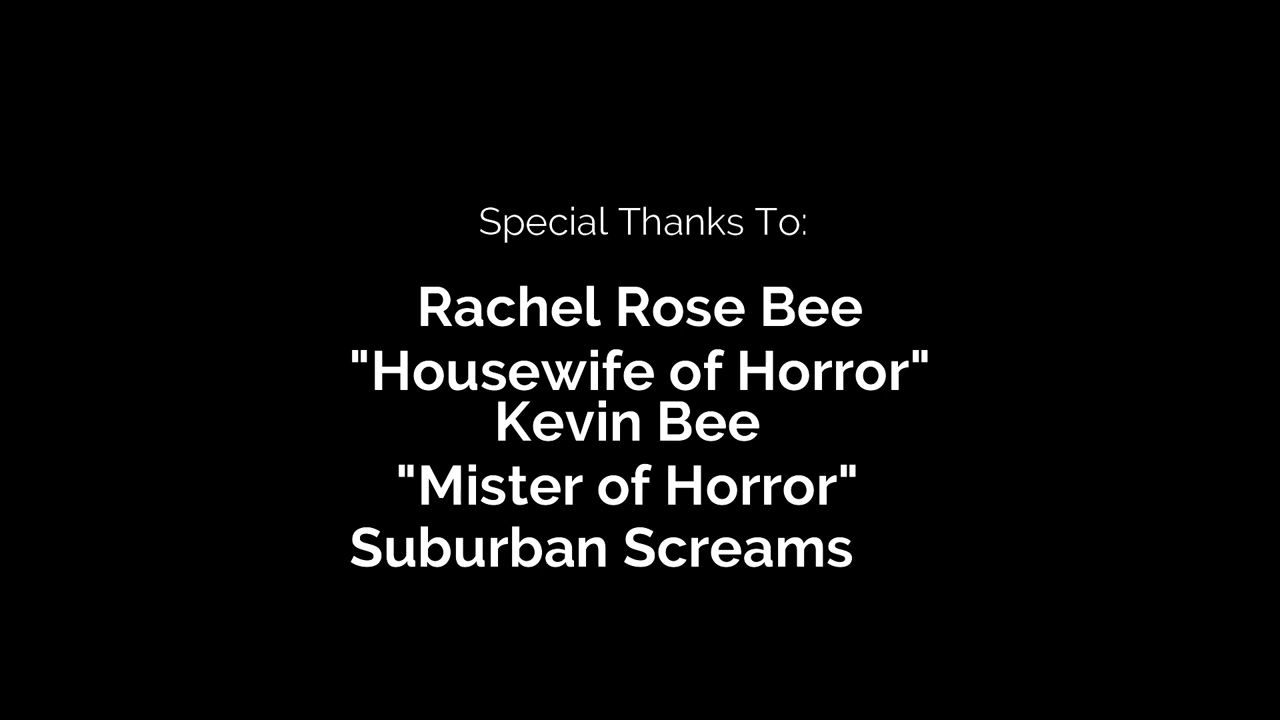 Special Thanks To:
Rachel Rose Bee
"Housewife of Horror"
Kevin Bee
"Mister of Horror"
Suburban Screams